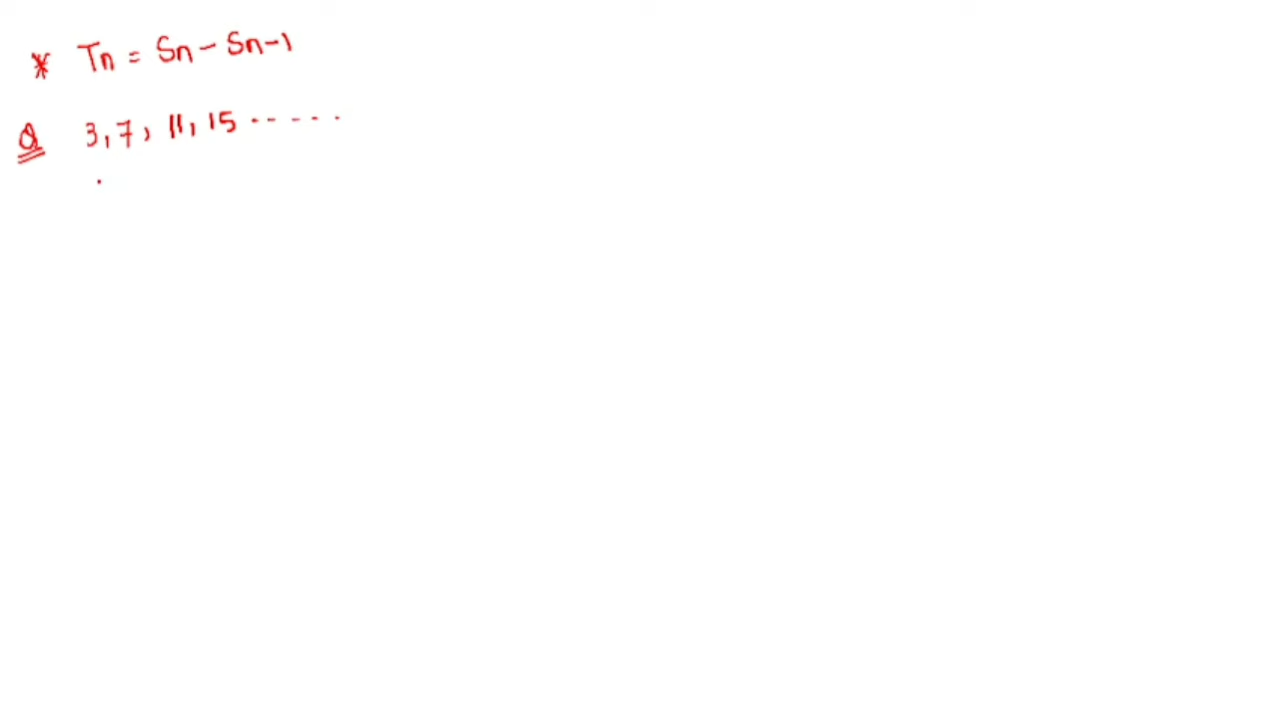 * Tn = Sn - Sn-1
Q 3, 7, 11, 15 ......